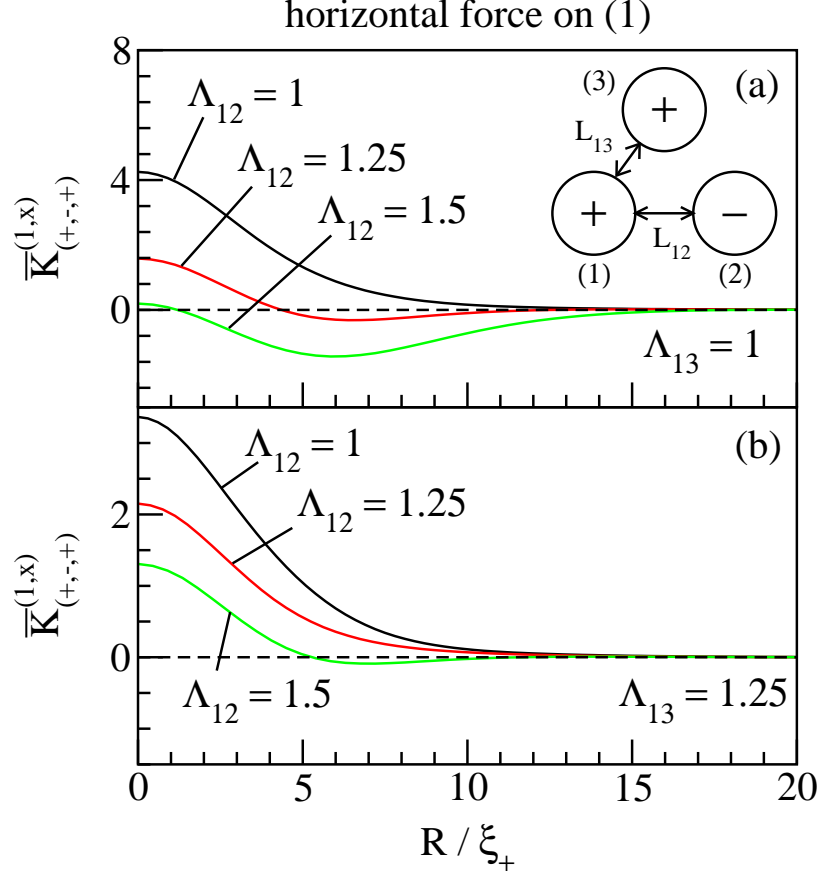 horizontal force on (1)
8
4
0
K̅(+,-,+)^(1,x)
Λ12 = 1
Λ12 = 1.25
Λ12 = 1.5
(a)
(3)
+
L13
+
−
L12
(1)
(2)
Λ13 = 1
2
0
K̅(+,-,+)^(1,x)
Λ12 = 1
Λ12 = 1.25
(b)
Λ12 = 1.5
Λ13 = 1.25
0 5 10 15 20
R / ξ+